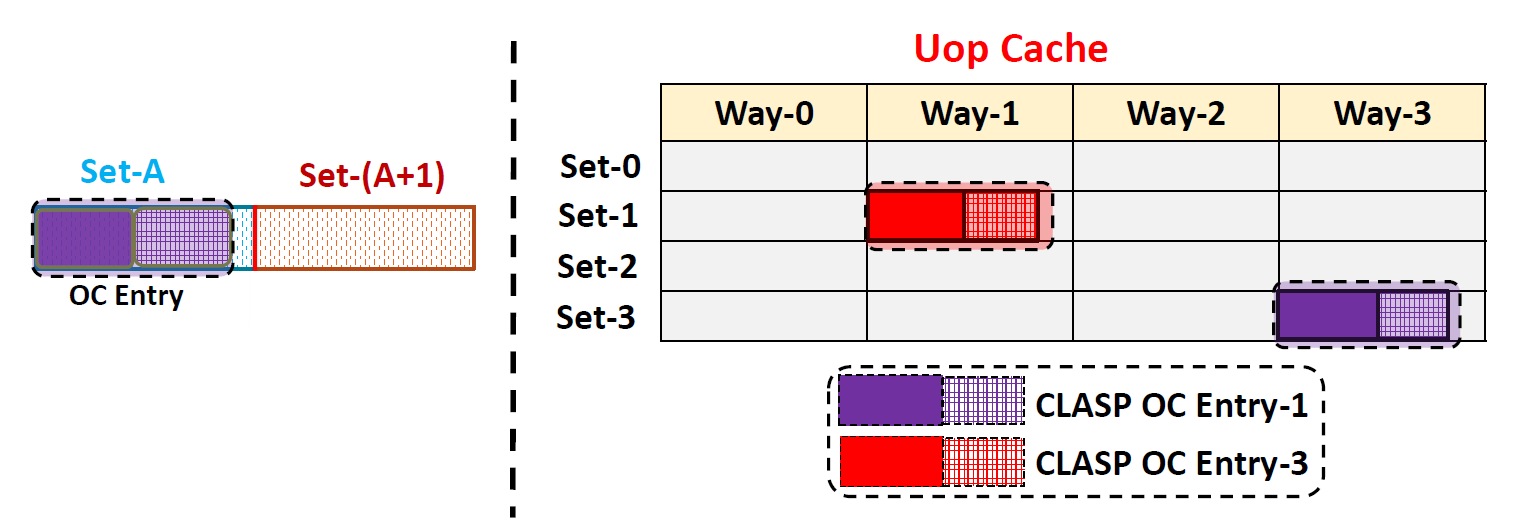 Set-A
Set-(A+1)
OC Entry
Uop Cache
Way-0 Way-1 Way-2 Way-3
Set-0
Set-1
Set-2
Set-3
CLASP OC Entry-1
CLASP OC Entry-3